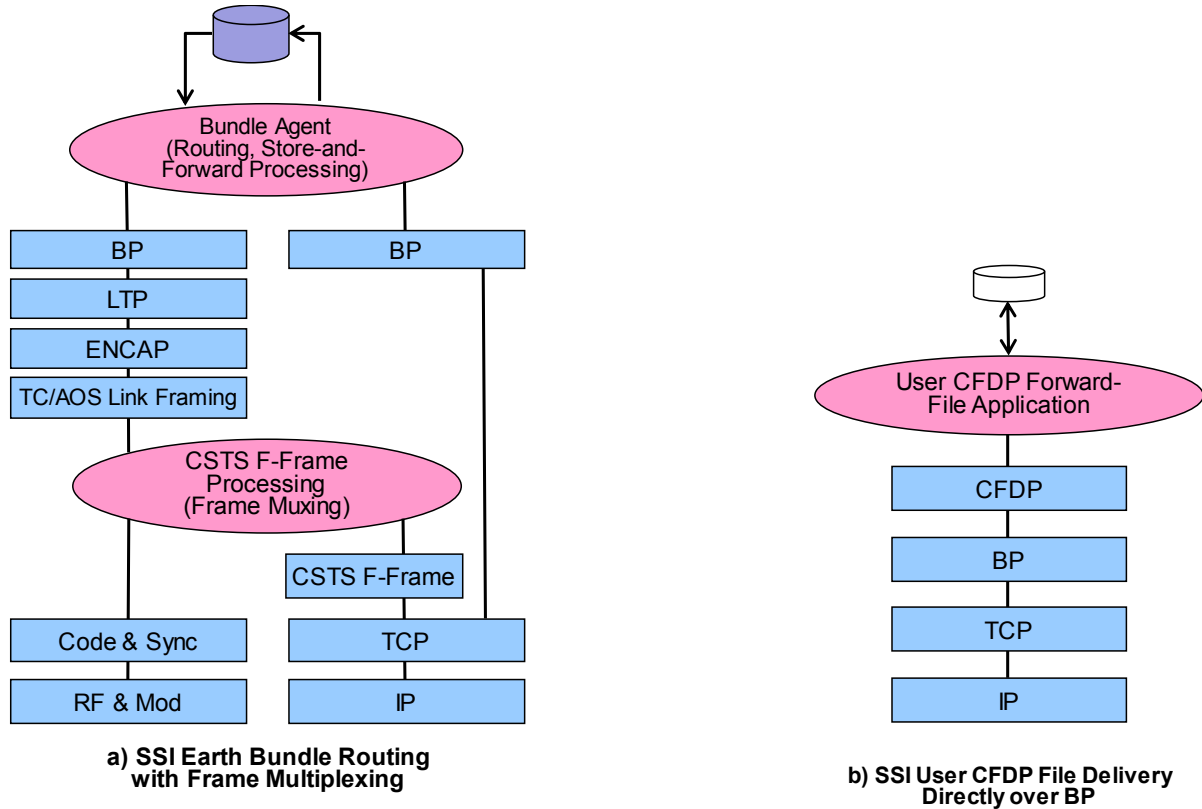 Bundle Agent
(Routing, Store-and-
Forward Processing)
BP
BP
LTP
ENCAP
TC/AOS Link Framing
CSTS F-Frame
Processing
(Frame Muxing)
CSTS F-Frame
Code & Sync
TCP
RF & Mod
IP
a) SSI Earth Bundle Routing
with Frame Multiplexing
User CFDP Forward-
File Application
CFDP
BP
TCP
IP
b) SSI User CFDP File Delivery
Directly over BP